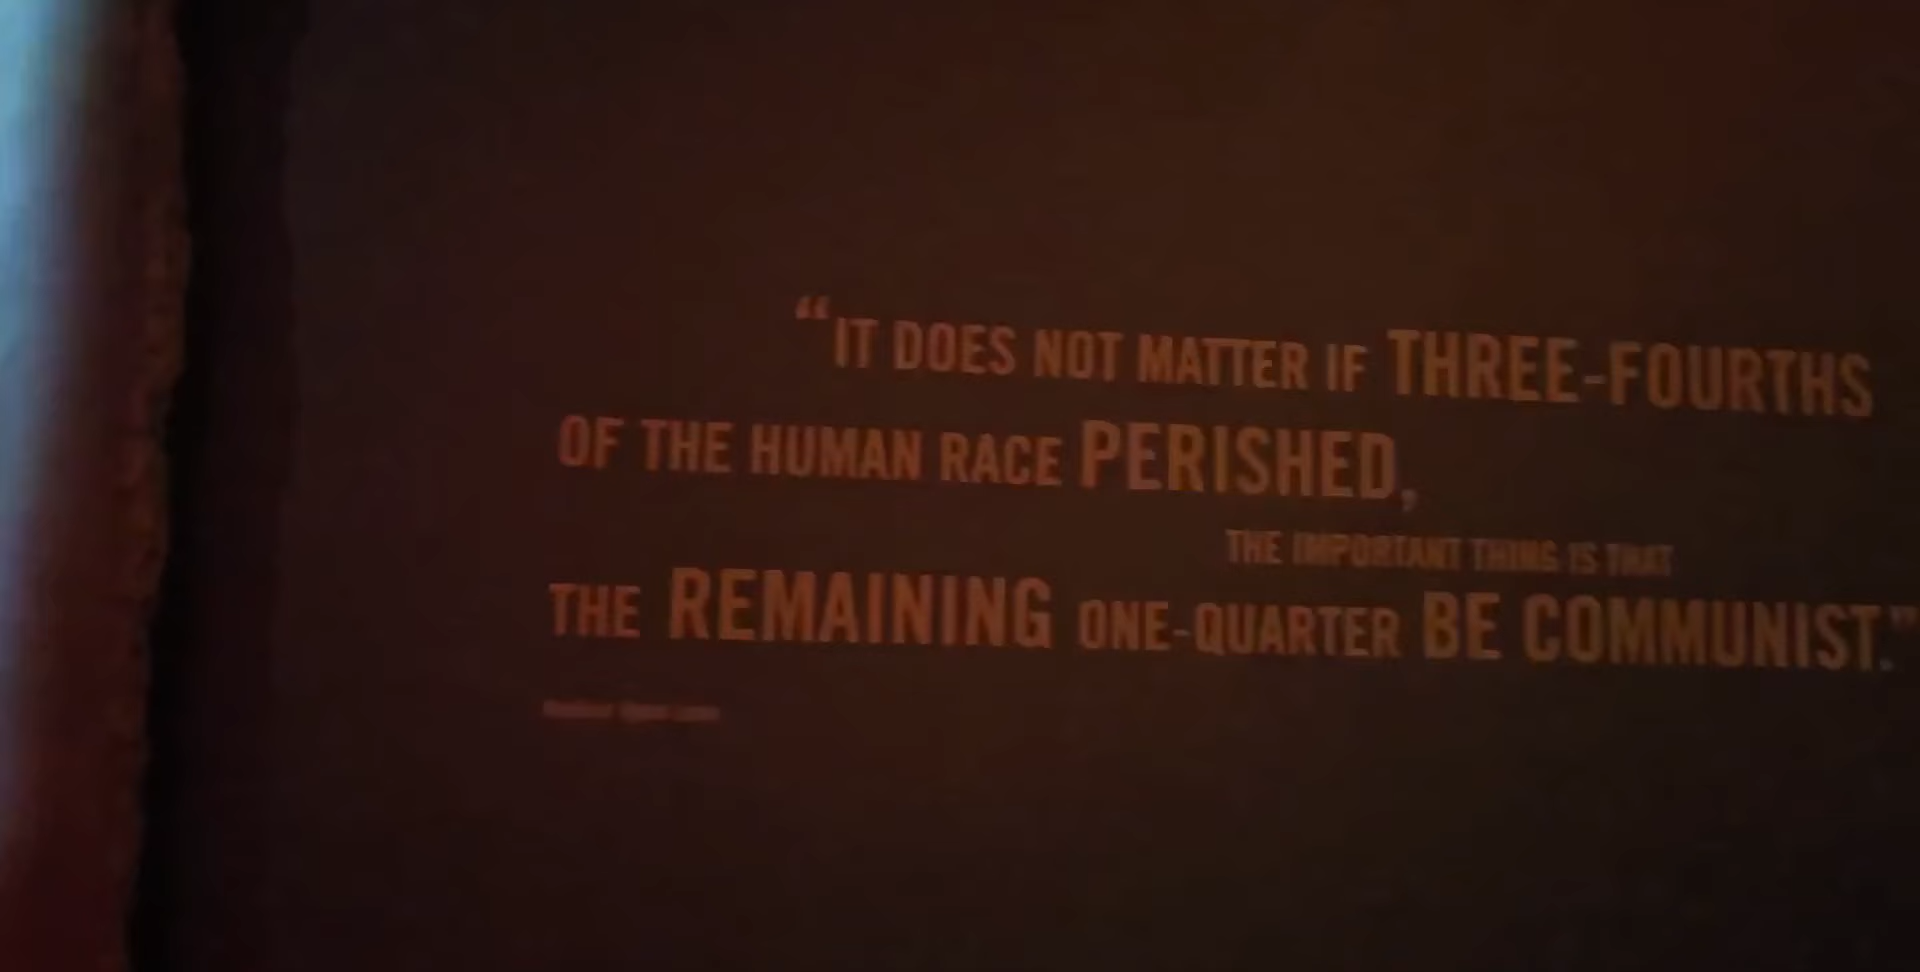 “IT DOES NOT MATTER IF THREE-FOURTHS
OF THE HUMAN RACE PERISHED,
THE IMPORTANT THING IS THAT
THE REMAINING ONE-QUARTER BE COMMUNIST."